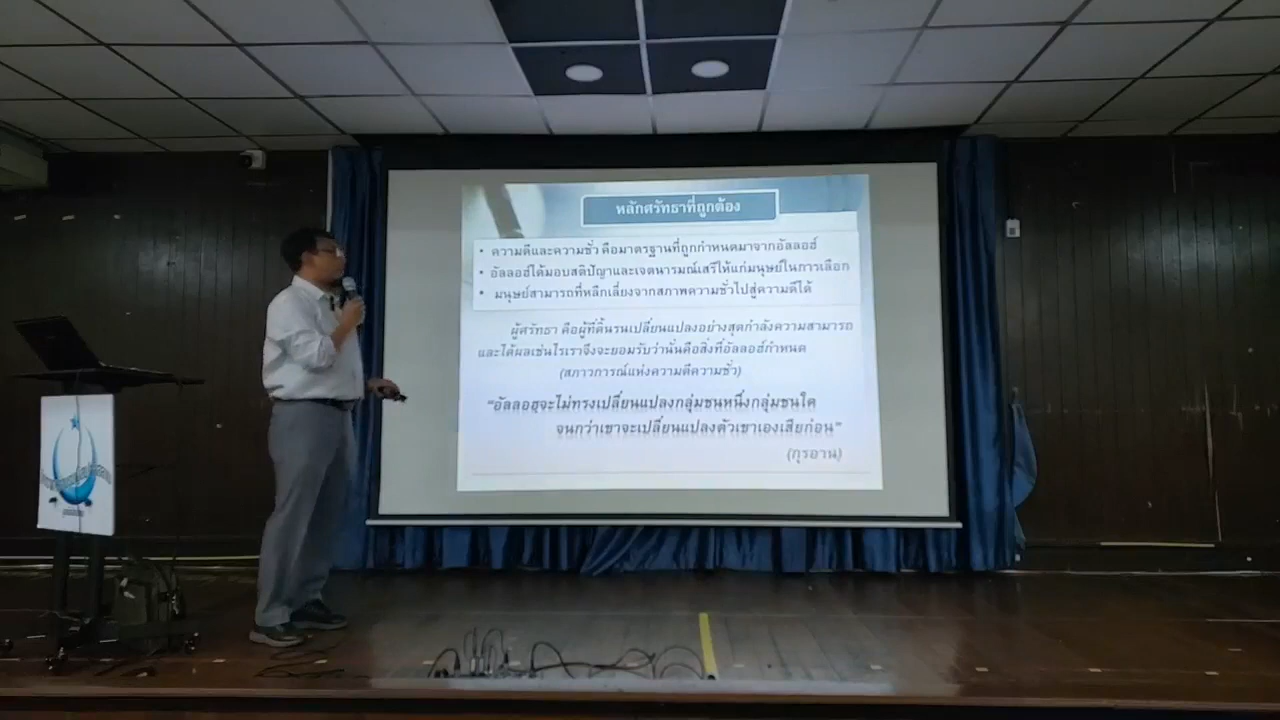 หลักศรัทธาที่ถูกต้อง
• ความดีและความชั่ว คือมาตรฐานที่ถูกกำหนดมาจากอัลลอฮ์
• อัลลอฮ์ได้มอบสติปัญาและเจตนารมณ์เสรีให้แก่มนุษย์ในการเลือก
• มนุษย์สามารถที่หลีกเลี่ยงจากสภาพความชั่วไปสู่ความดีได้
ผู้ศรัทธา คือผู้ที่ดิ้นรนเปลี่ยนแปลงอย่างสุดกำลังความสามารถ
และได้ผลเช่นไรเราจึงจะยอมรับว่านั่นคือสิ่งที่อัลลอฮ์กำหนด
(สภาวการณ์แห่งความดีความชั่ว)
"อัลลอฮฺจะไม่ทรงเปลี่ยนแปลงกลุ่มชนหนึ่งกลุ่มชนใด
จนกว่าเขาจะเปลี่ยนแปลงตัวเขาเองเสียก่อน"
(กุรอาน)